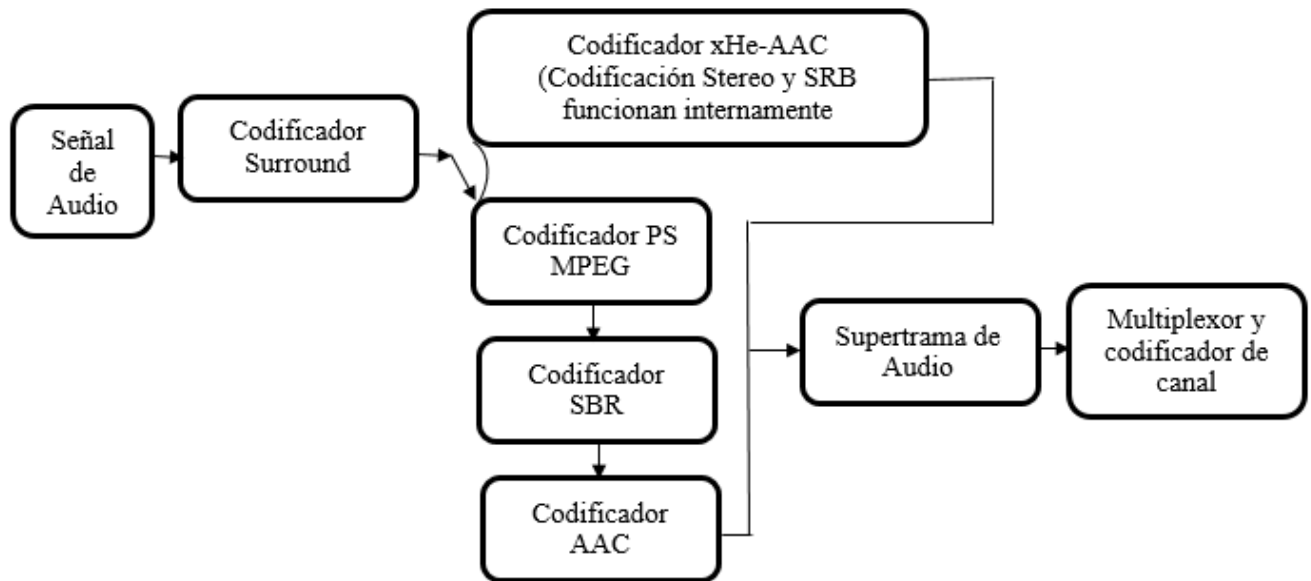 Señal
de
Audio
Codificador
Surround
Codificador xHe-AAC
(Codificación Stereo y SRB
funcionan internamente
Codificador PS
MPEG
Codificador
SBR
Codificador
AAC
Supertrama de
Audio
Multiplexor y
codificador de
canal